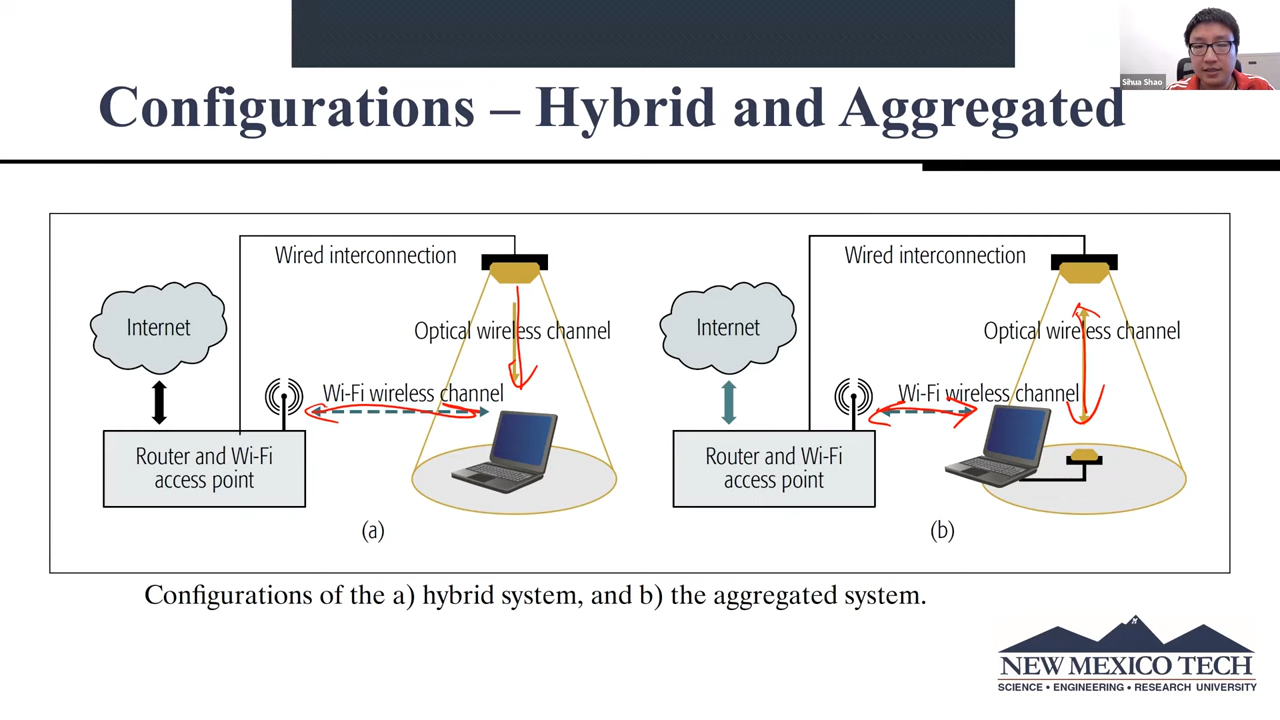 Sihua Shao
Configurations – Hybrid and Aggregated
Wired interconnection
Internet
Optical wireless channel
Wi-Fi wireless channel
Router and Wi-Fi
access point
(a)
Wired interconnection
Internet
Optical wireless channel
Wi-Fi wireless channel
Router and Wi-Fi
access point
(b)
Configurations of the a) hybrid system, and b) the aggregated system.
NEW MEXICO TECH
SCIENCE • ENGINEERING • RESEARCH UNIVERSITY